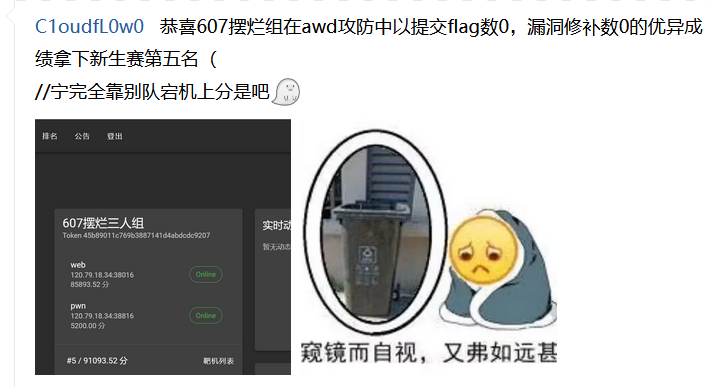 C1oudfL0w0 恭喜607摆烂组在awd攻防中以提交flag数0，漏洞修补数0的优异成
绩拿下新生赛第五名（
//宁完全靠别队宕机上分是吧
排名 公告 登出
607摆烂三人组
Token 45b89011c769b3887141d4abdcdc9207
web
120.79.18.34:38016
85893.52 分
Online
pwn
120.79.18.34:38816
5200.00 分
Online
#5 / 91093.52 分 靶机列表
实时动
暂无动态
窥镜而自视，又弗如远甚